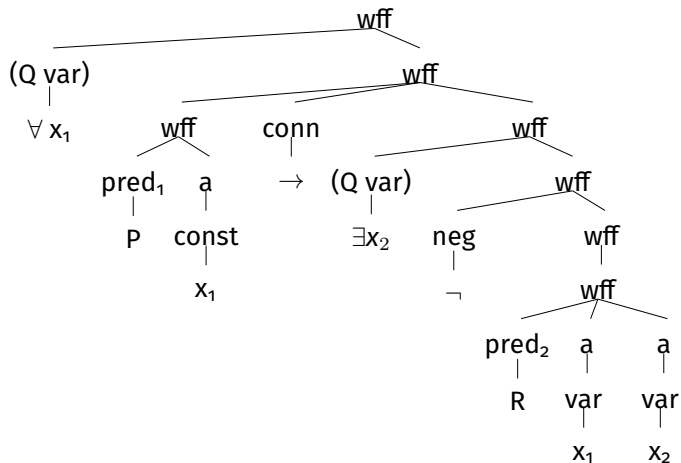 wff
(Q var) wff
∀ x₁ wff conn wff
pred₁ a → (Q var) wff
P const ∃x₂ neg wff
x₁ ¬ wff
pred₂ a a
R var var
x₁ x₂